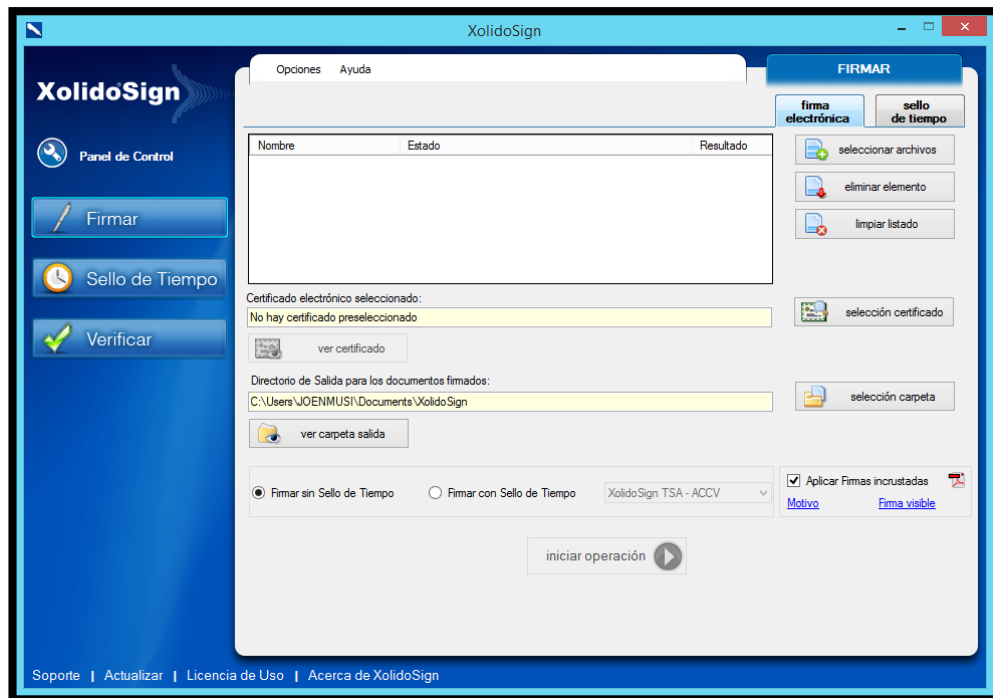 XolidoSign
XolidoSign
Opciones Ayuda
FIRMAR
firma electrónica
sello de tiempo
Panel de Control
Firmar
Sello de Tiempo
Verificar
Nombre Estado Resultado
seleccionar archivos
eliminar elemento
limpiar listado
Certificado electrónico seleccionado:
No hay certificado preseleccionado
selección certificado
ver certificado
Directorio de Salida para los documentos firmados:
C:\Users\JOENMUSI\Documents\XolidoSign
selección carpeta
ver carpeta salida
Firmar sin Sello de Tiempo Firmar con Sello de Tiempo XolidoSign TSA - ACCV
Aplicar Firmas incrustadas
Motivo Firma visible
iniciar operación
Soporte | Actualizar | Licencia de Uso | Acerca de XolidoSign